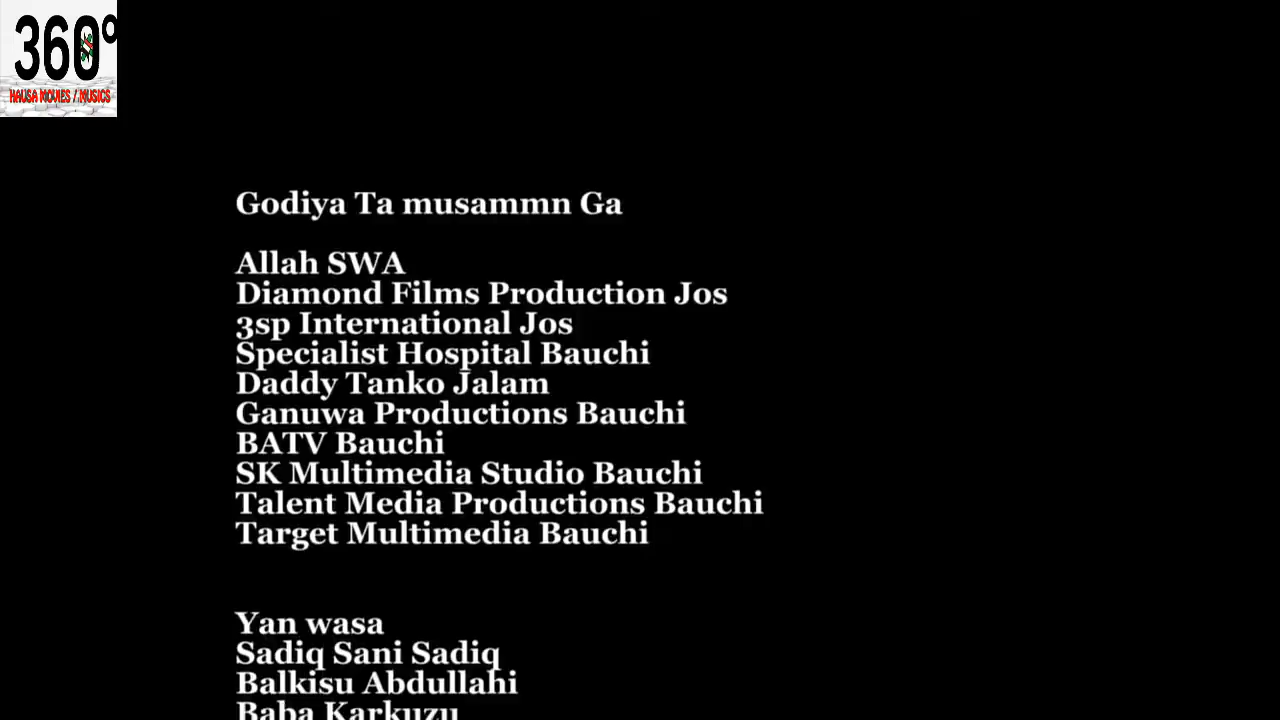 360°
HAUSA MOVIES / MUSICS
Godiya Ta musammn Ga
Allah SWA
Diamond Films Production Jos
3sp International Jos
Specialist Hospital Bauchi
Daddy Tanko Jalam
Ganuwa Productions Bauchi
BATV Bauchi
SK Multimedia Studio Bauchi
Talent Media Productions Bauchi
Target Multimedia Bauchi
Yan wasa
Sadiq Sani Sadiq
Balkisu Abdullahi
Baba Karkuzu